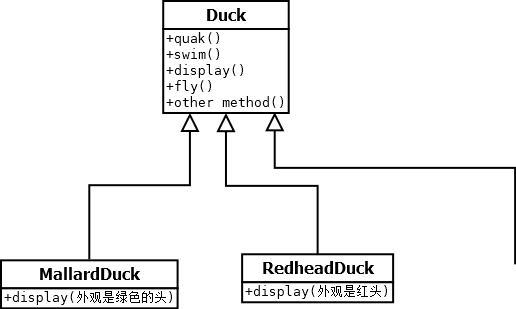 Duck
+quak()
+swim()
+display()
+fly()
+other method()
MallardDuck
+display(外观是绿色的头)
RedheadDuck
+display(外观是红头)